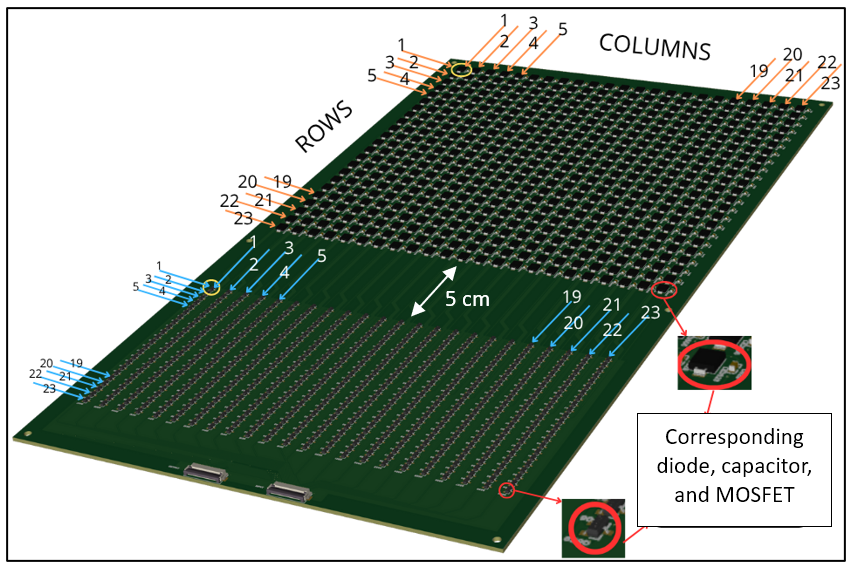 COLUMNS
1 3 5
2 4
20 22
19 21 23
ROWS
1
3 2
5 4
20 19
22 21
23
1 3 5
2 4
1
3 2
5 4
5 cm
19 21 23
20 22
20 19
22 21
23
Corresponding
diode, capacitor,
and MOSFET